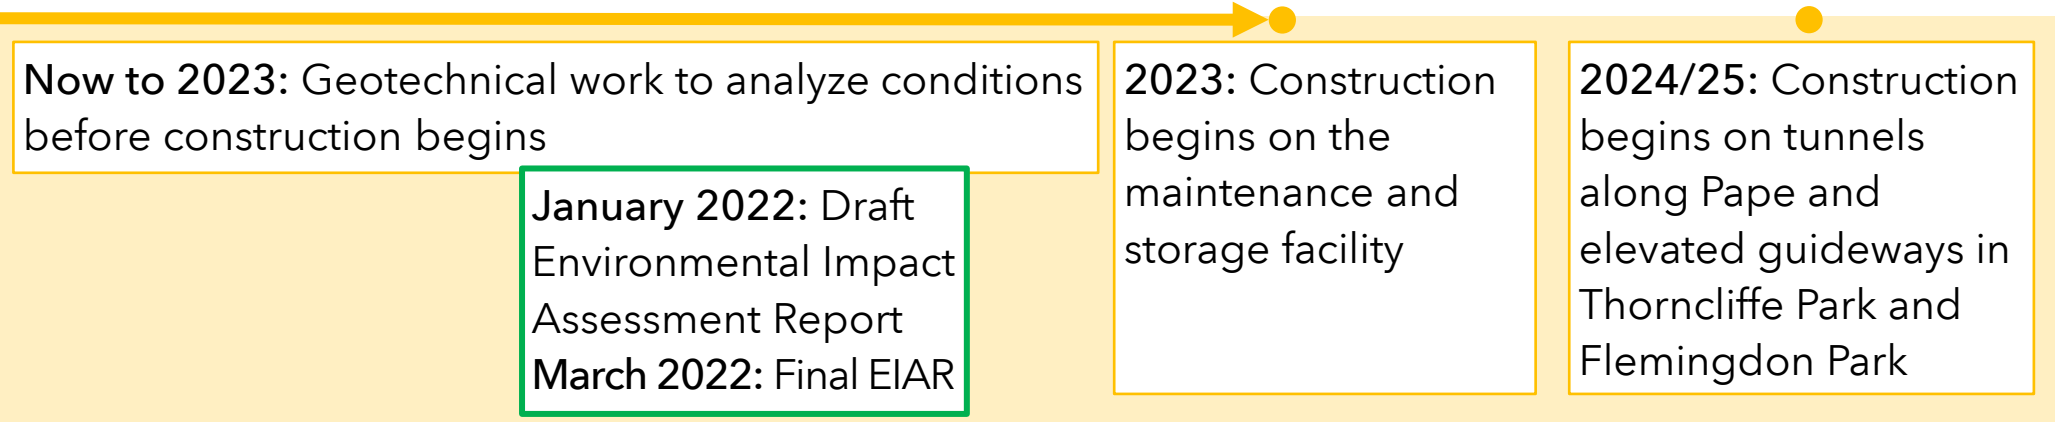 Now to 2023: Geotechnical work to analyze conditions
before construction begins
January 2022: Draft
Environmental Impact
Assessment Report
March 2022: Final EIAR
2023: Construction
begins on the
maintenance and
storage facility
2024/25: Construction
begins on tunnels
along Pape and
elevated guideways in
Thorncliffe Park and
Flemingdon Park